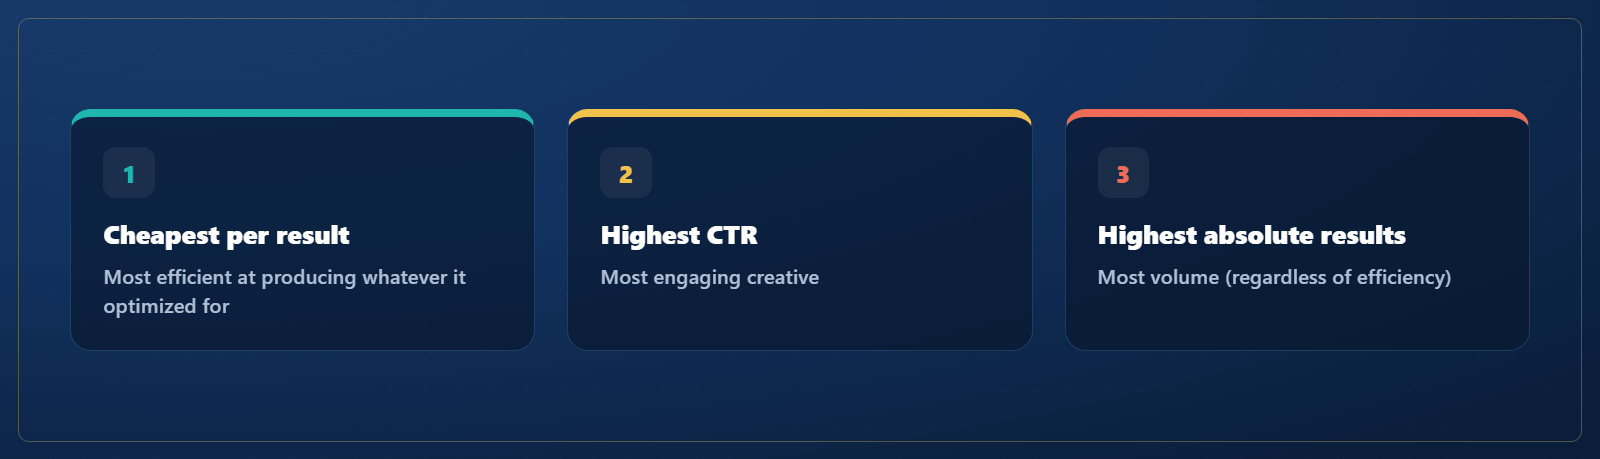 1
Cheapest per result
Most efficient at producing whatever it
optimized for
2
Highest CTR
Most engaging creative
3
Highest absolute results
Most volume (regardless of efficiency)